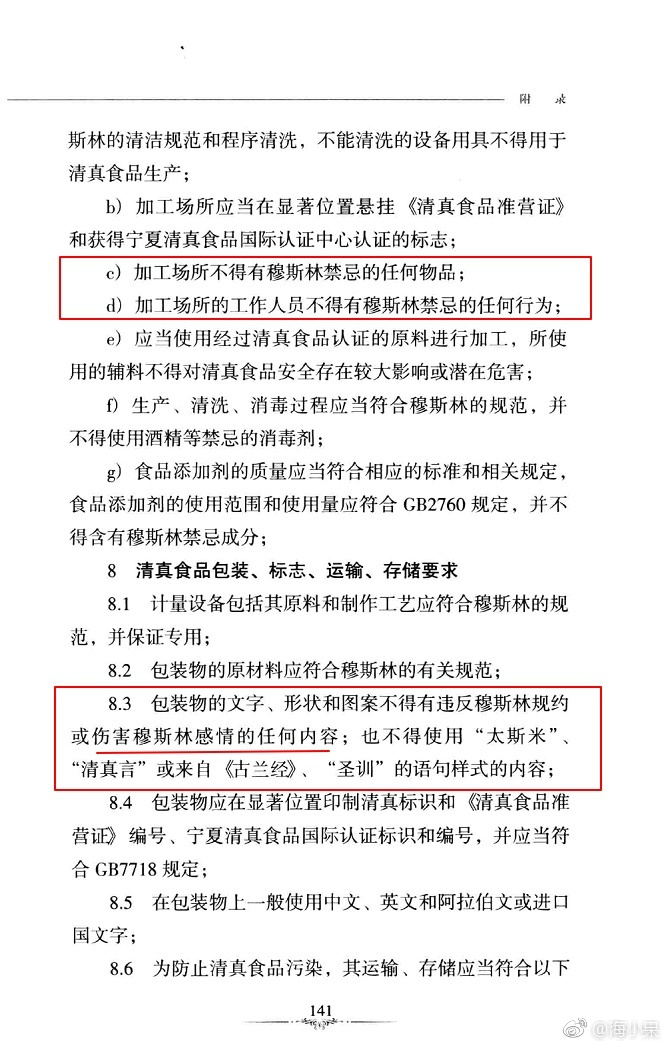 附 录
斯林的清洁规范和程序清洗，不能清洗的设备用具不得用于
清真食品生产；
b）加工场所应当在显著位置悬挂《清真食品准营证》
和获得宁夏清真食品国际认证中心认证的标志；
c）加工场所不得有穆斯林禁忌的任何物品；
d）加工场所的工作人员不得有穆斯林禁忌的任何行为；
e）应当使用经过清真食品认证的原料进行加工，所使
用的辅料不得对清真食品安全存在较大影响或潜在危害；
f）生产、清洗、消毒过程应当符合穆斯林的规范，并
不得使用酒精等禁忌的消毒剂；
g）食品添加剂的质量应当符合相应的标准和相关规定，
食品添加剂的使用范围和使用量应符合 GB2760 规定，并不
得含有穆斯林禁忌成分；
8 清真食品包装、标志、运输、存储要求
8.1 计量设备包括其原料和制作工艺应符合穆斯林的规
范，并保证专用；
8.2 包装物的原材料应符合穆斯林的有关规范；
8.3 包装物的文字、形状和图案不得有违反穆斯林规约
或伤害穆斯林感情的任何内容；也不得使用“太斯米”、
“清真言”或来自《古兰经》、“圣训”的语句样式的内容；
8.4 包装物应在显著位置印制清真标识和《清真食品准
营证》编号、宁夏清真食品国际认证标识和编号，并应当符
合 GB7718 规定；
8.5 在包装物上一般使用中文、英文和阿拉伯文或进口
国文字；
8.6 为防止清真食品污染，其运输、存储应当符合以下
141
@海小呆